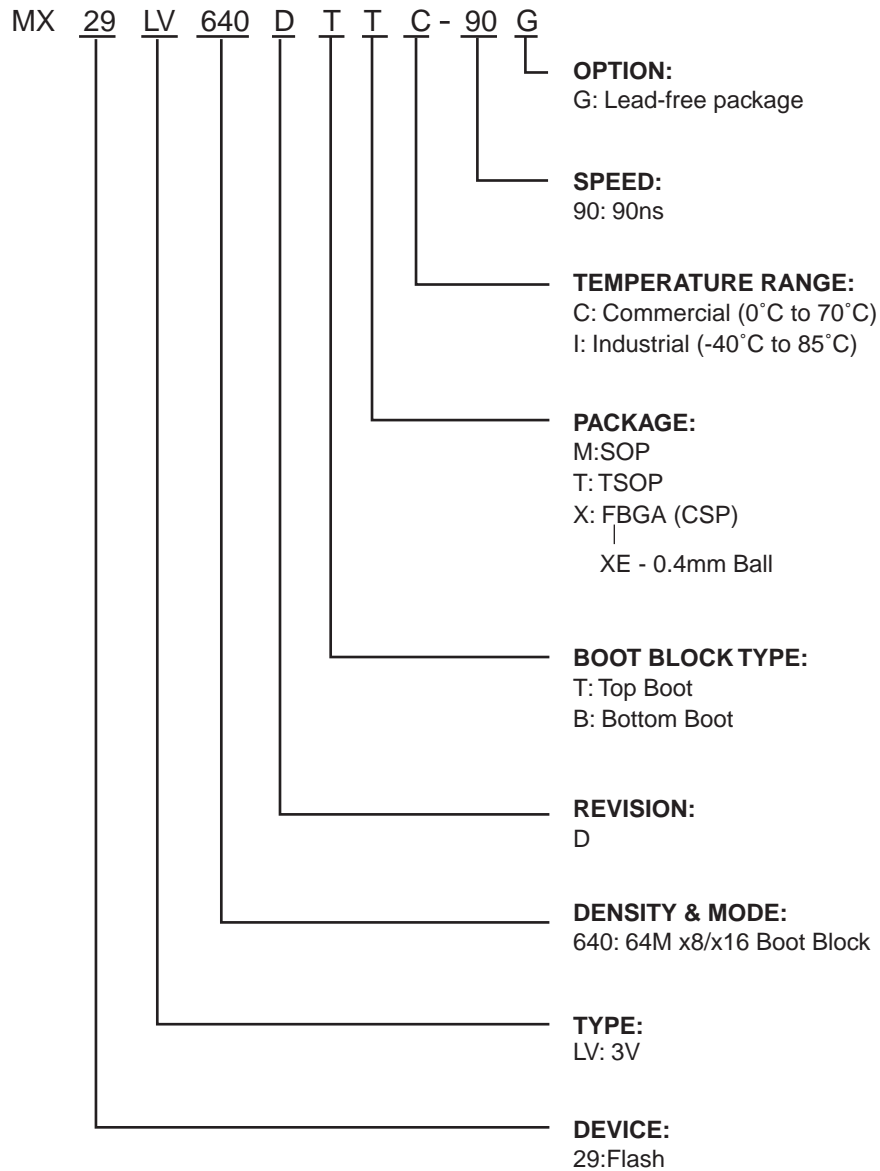 MX 29 LV 640 D T T C - 90 G
OPTION:
G: Lead-free package
SPEED:
90: 90ns
TEMPERATURE RANGE:
C: Commercial (0˚C to 70˚C)
I: Industrial (-40˚C to 85˚C)
PACKAGE:
M:SOP
T: TSOP
X: FBGA (CSP)
XE - 0.4mm Ball
BOOT BLOCK TYPE:
T: Top Boot
B: Bottom Boot
REVISION:
D
DENSITY & MODE:
640: 64M x8/x16 Boot Block
TYPE:
LV: 3V
DEVICE:
29:Flash